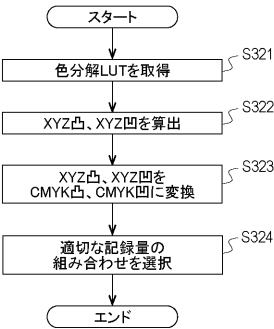 スタート
S321
色分解LUTを取得
S322
XYZ凸、XYZ凹を算出
S323
XYZ凸、XYZ凹を
CMYK凸、CMYK凹に変換
S324
適切な記録量の
組み合わせを選択
エンド